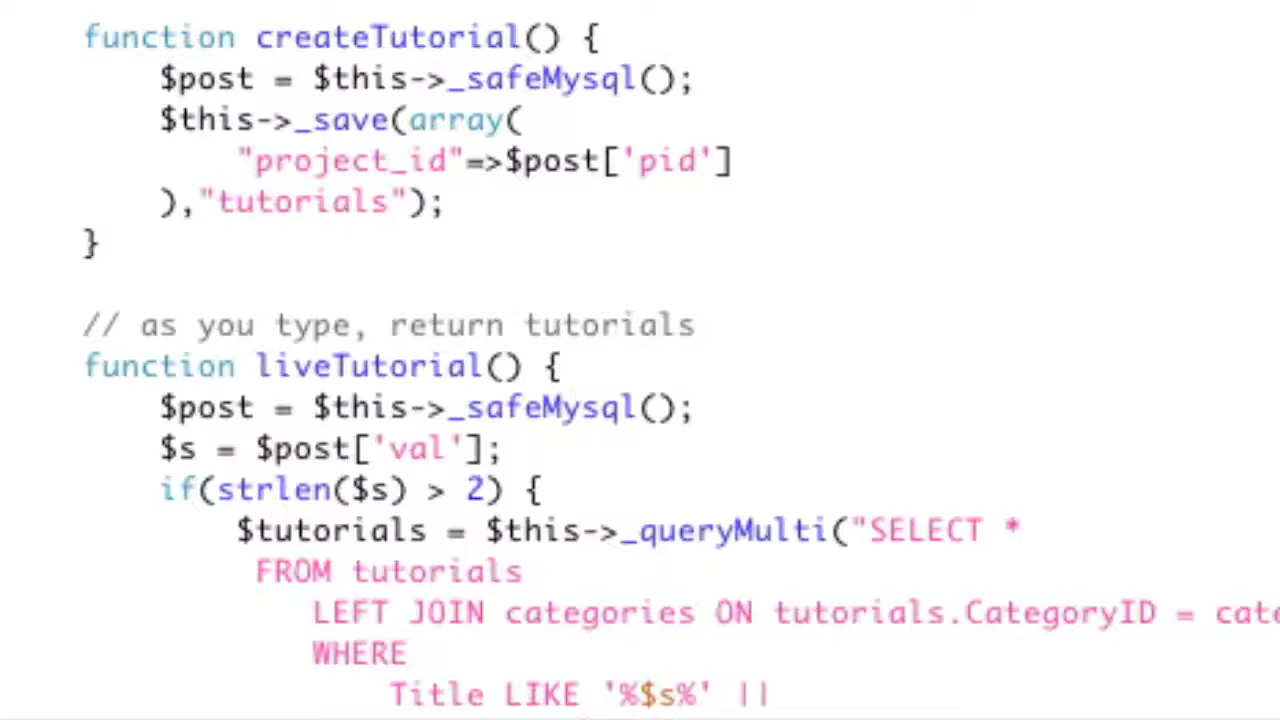 function createTutorial() {
$post = $this->_safeMysql();
$this->_save(array(
"project_id"=>$post['pid']
),"tutorials");
}
// as you type, return tutorials
function liveTutorial() {
$post = $this->_safeMysql();
$s = $post['val'];
if(strlen($s) > 2) {
$tutorials = $this->_queryMulti("SELECT *
FROM tutorials
LEFT JOIN categories ON tutorials.CategoryID =
WHERE
Title LIKE '%$s%' ||